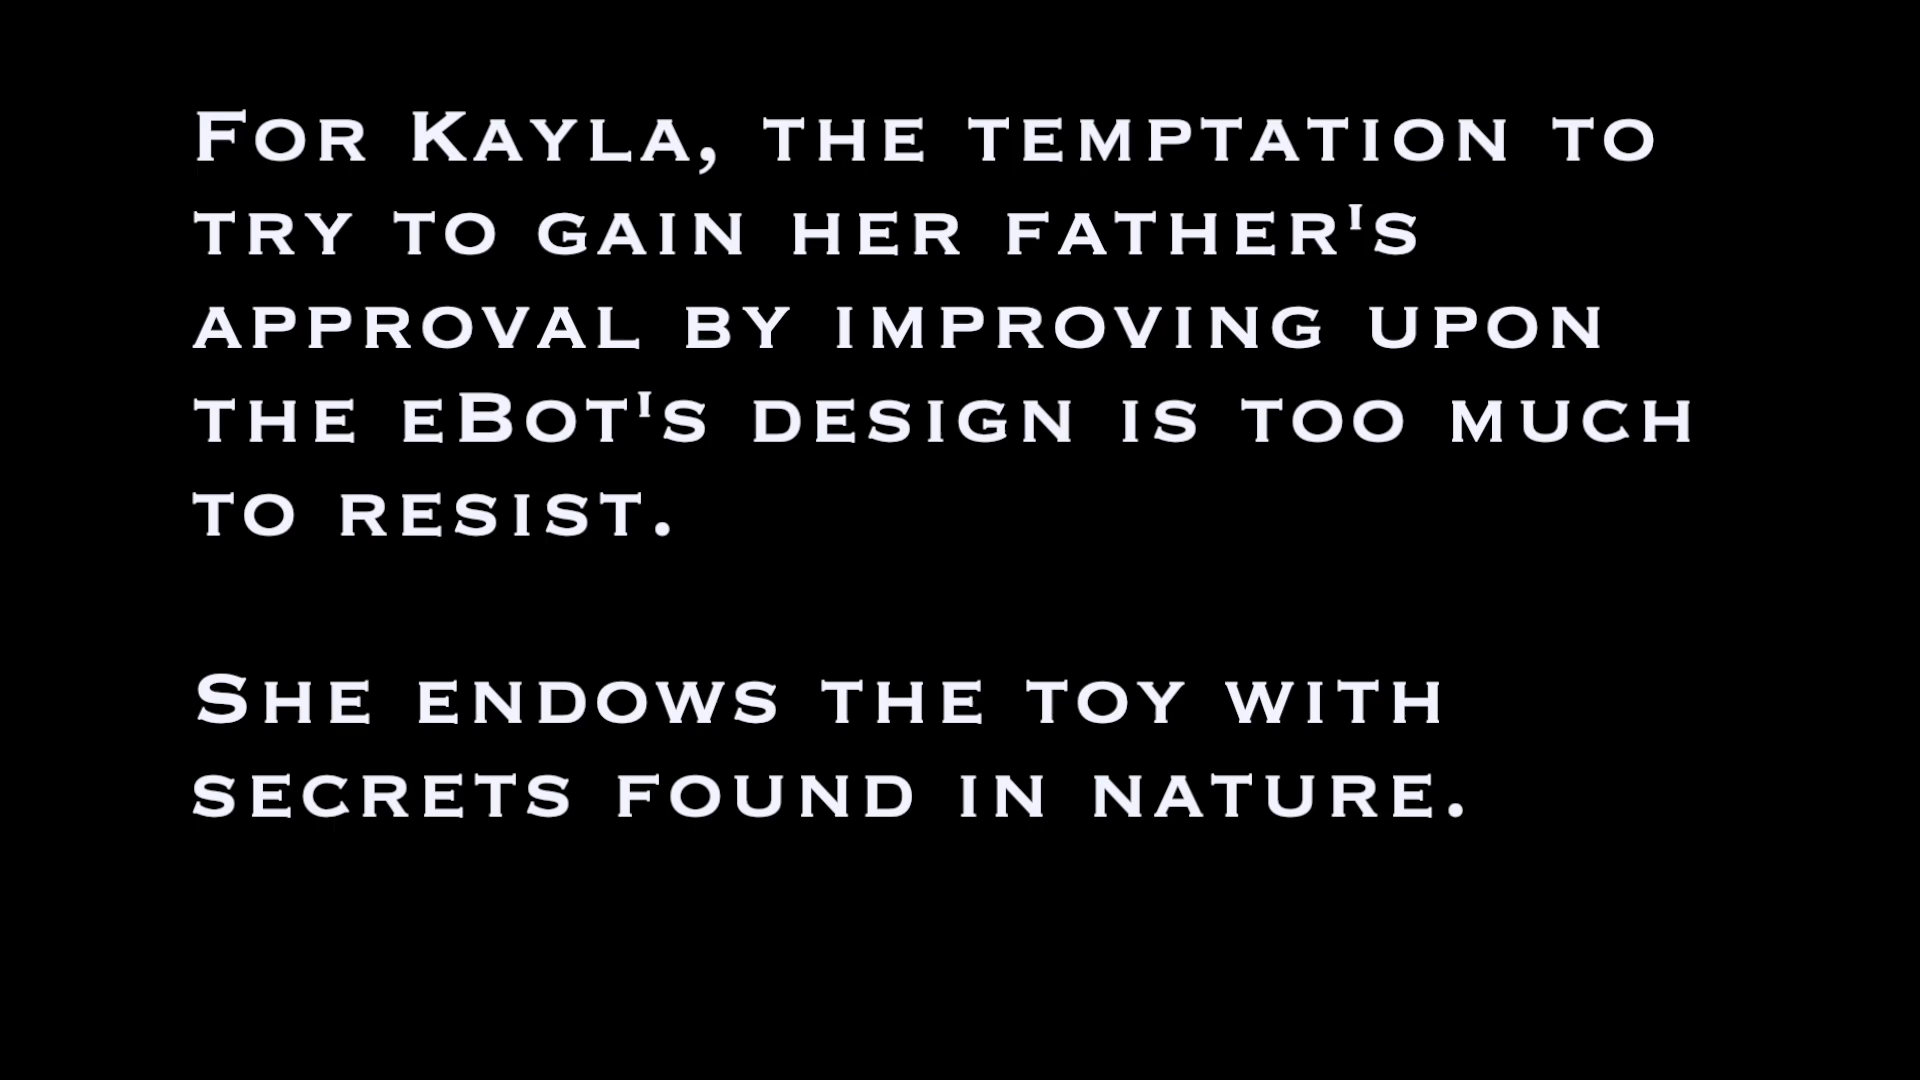 For Kayla, the temptation to
try to gain her father's
approval by improving upon
the eBot's design is too much
to resist.
She endows the toy with
secrets found in nature.